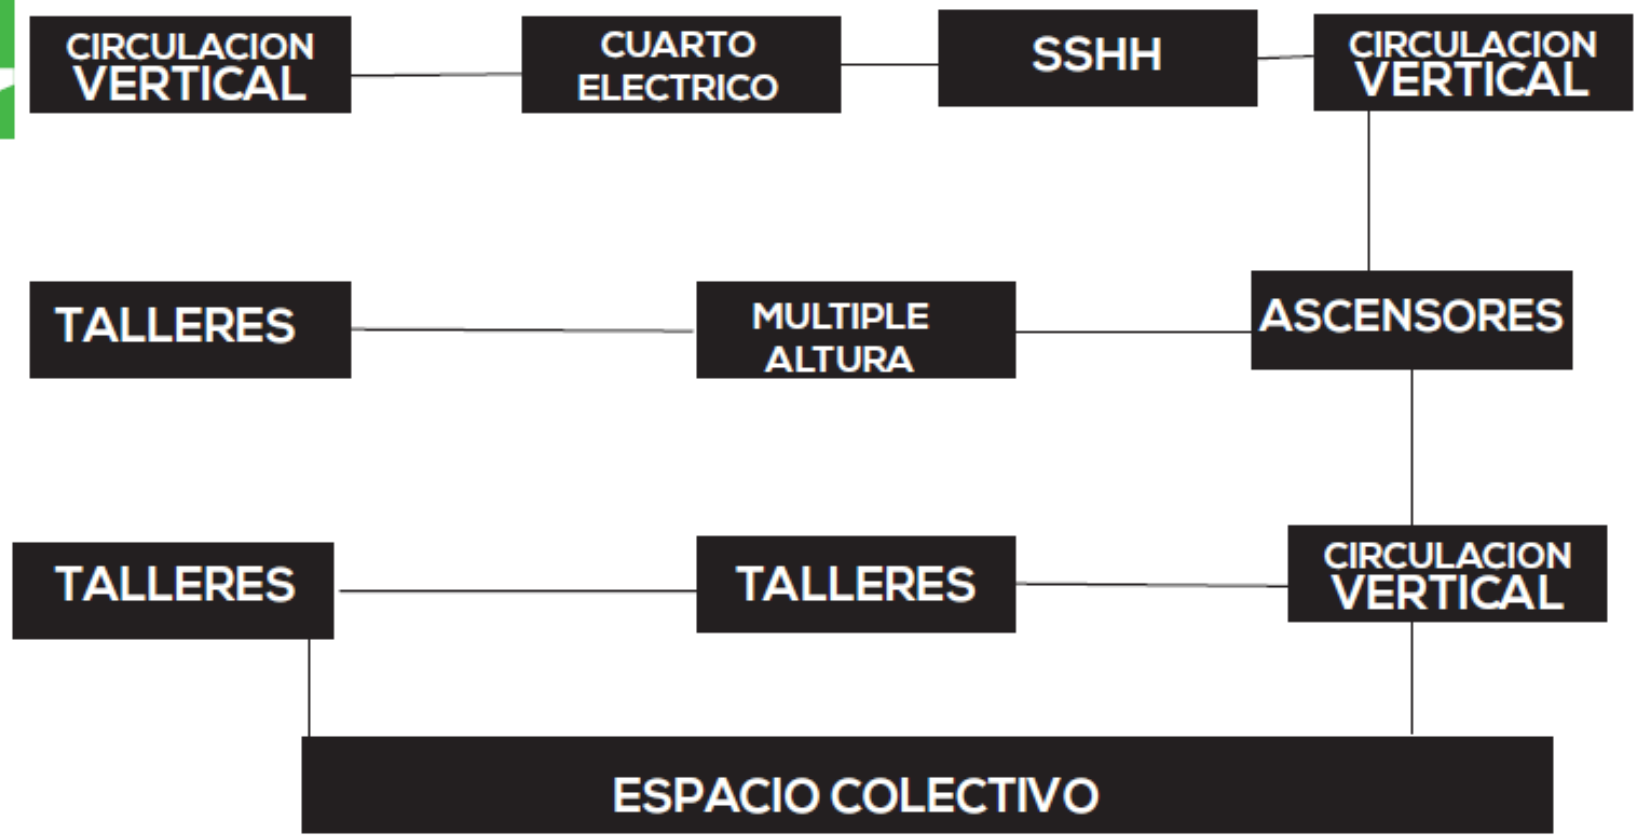 CIRCULACION
VERTICAL
CUARTO
ELECTRICO
SSHH
CIRCULACION
VERTICAL
TALLERES
MULTIPLE
ALTURA
ASCENSORES
TALLERES
TALLERES
CIRCULACION
VERTICAL
ESPACIO COLECTIVO